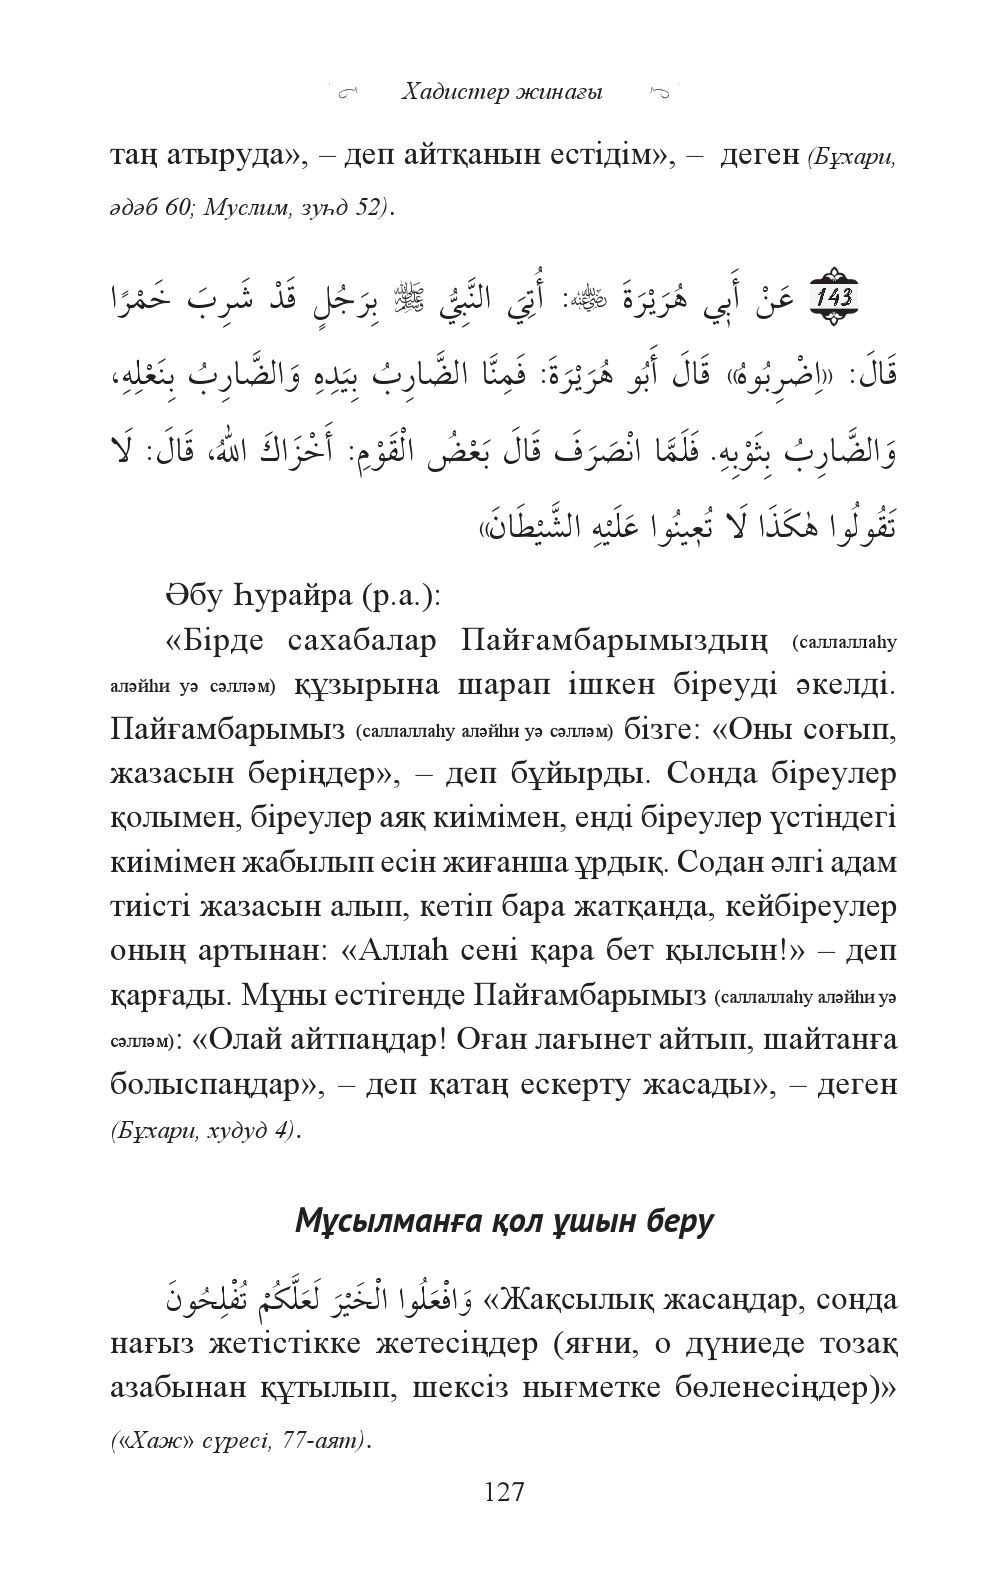 Хадистер жинағы
таң атыруда», – деп айтқанын естідім», – деген (Бұхари,
әдәб 60; Муслим, зуһд 52).
143 عَنْ أَبِي هُرَيْرَةَ ﵁: أُتِيَ النَّبِيُّ ﷺ بِرَجُلٍ قَدْ شَرِبَ خَمْرًا
قَالَ: «اِضْرِبُوهُ» قَالَ أَبُو هُرَيْرَةَ: فَمِنَّا الضَّارِبُ بِيَدِهِ وَالضَّارِبُ بِنَعْلِهِ،
وَالضَّارِبُ بِثَوْبِهِ. فَلَمَّا انْصَرَفَ قَالَ بَعْضُ الْقَوْمِ: أَخْزَاكَ اللهُ، قَالَ: لَا
تَقُولُوا هٰكَذَا لَا تُعِينُوا عَلَيْهِ الشَّيْطَانَ»
Әбу Һурайра (р.а.):
«Бірде сахабалар Пайғамбарымыздың (саллаллаһу
аләйһи уә сәлләм) құзырына шарап ішкен біреуді әкелді.
Пайғамбарымыз (саллаллаһу аләйһи уә сәлләм) бізге: «Оны соғып,
жазасын беріңдер», – деп бұйырды. Сонда біреулер
қолымен, біреулер аяқ киімімен, енді біреулер үстіндегі
киімімен жабылып есін жиғанша ұрдық. Содан әлгі адам
тиісті жазасын алып, кетіп бара жатқанда, кейбіреулер
оның артынан: «Аллаһ сені қара бет қылсын!» – деп
қарғады. Мұны естігенде Пайғамбарымыз (саллаллаһу аләйһи уә
сәлләм): «Олай айтпаңдар! Оған лағынет айтып, шайтанға
болыспаңдар», – деп қатаң ескерту жасады», – деген
(Бұхари, худуд 4).
Мұсылманға қол ұшын беру
وَافْعَلُوا الْخَيْرَ لَعَلَّكُمْ تُفْلِحُونَ «Жақсылық жасаңдар, сонда
нағыз жетістікке жетесіңдер (яғни, о дүниеде тозақ
азабынан құтылып, шексіз нығметке бөленесіңдер)»
(«Хаж» сүресі, 77-аят).
127